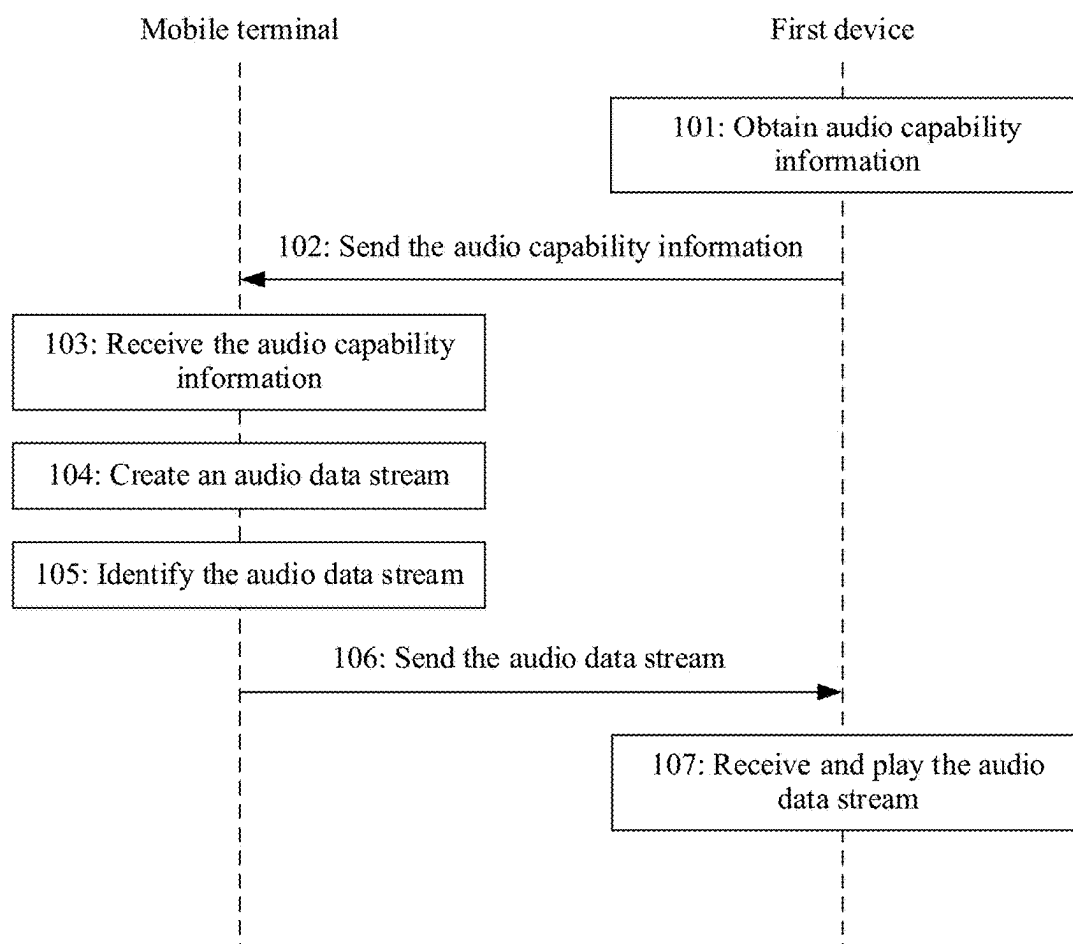 Mobile terminal
First device
101: Obtain audio capability
information
102: Send the audio capability information
103: Receive the audio capability
information
104: Create an audio data stream
105: Identify the audio data stream
106: Send the audio data stream
107: Receive and play the audio
data stream